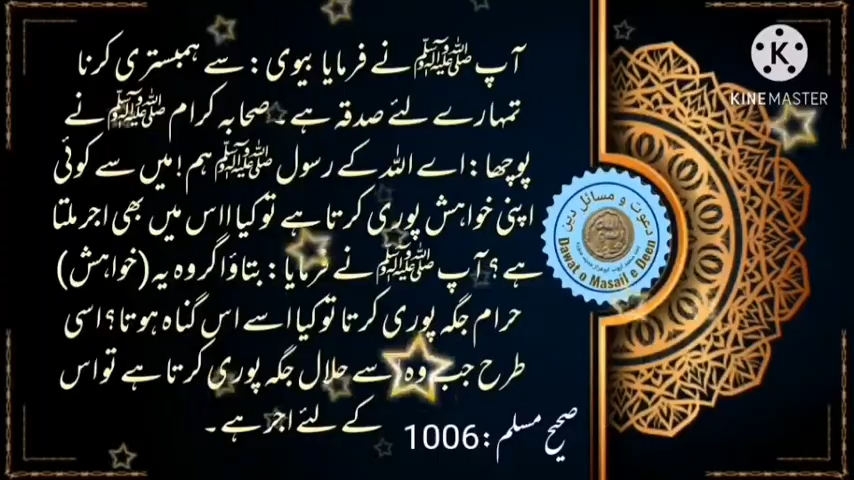 آپ ﷺ نے فرمایا بیوی : سے ہمبستری کرنا
تمہارے لئے صدقہ ہے ۔ صحابہ کرام ﷺ نے
پوچھا : اے اللہ کے رسول ﷺ ہم ! میں سے کوئی
اپنی خواہش پوری کرتا ہے تو کیا ااس میں بھی اجر ملتا
ہے ؟ آپ ﷺ نے فرمایا : بتاؤ اگر وہ یہ (خواہش)
حرام جگہ پوری کرتا تو کیا اسے اس گناہ ہوتا ؟ اسی
طرح جب وہ اسے حلال جگہ پوری کرتا ہے تو اس
کے لئے اجر ہے ۔
صحیح مسلم : 1006
KINEMASTER
دعوت و مسائل دین
Dawat o Masail e Deen